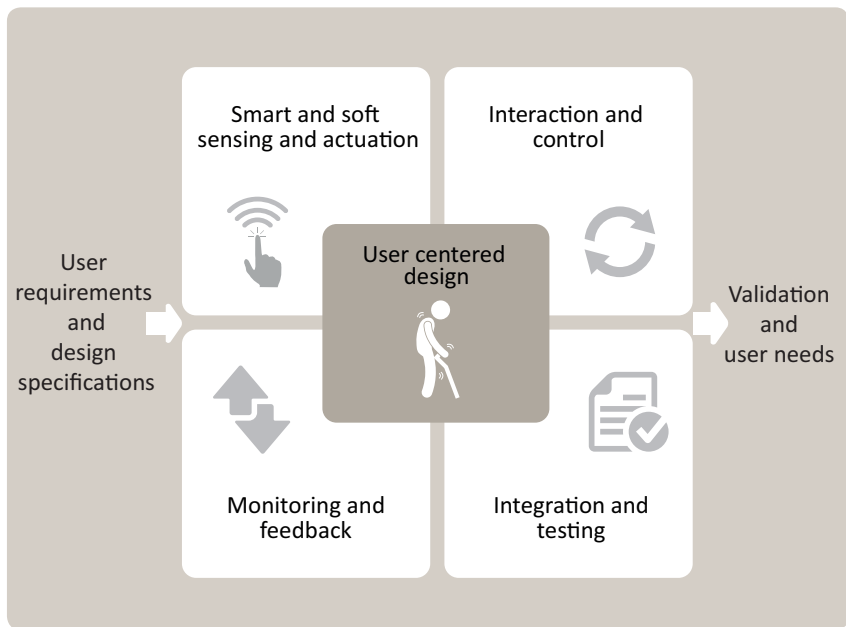 Smart and soft
sensing and actuation
Interaction and
control
User
requirements
and
design
specifications
User centered
design
Validation
and
user needs
Monitoring and
feedback
Integration and
testing